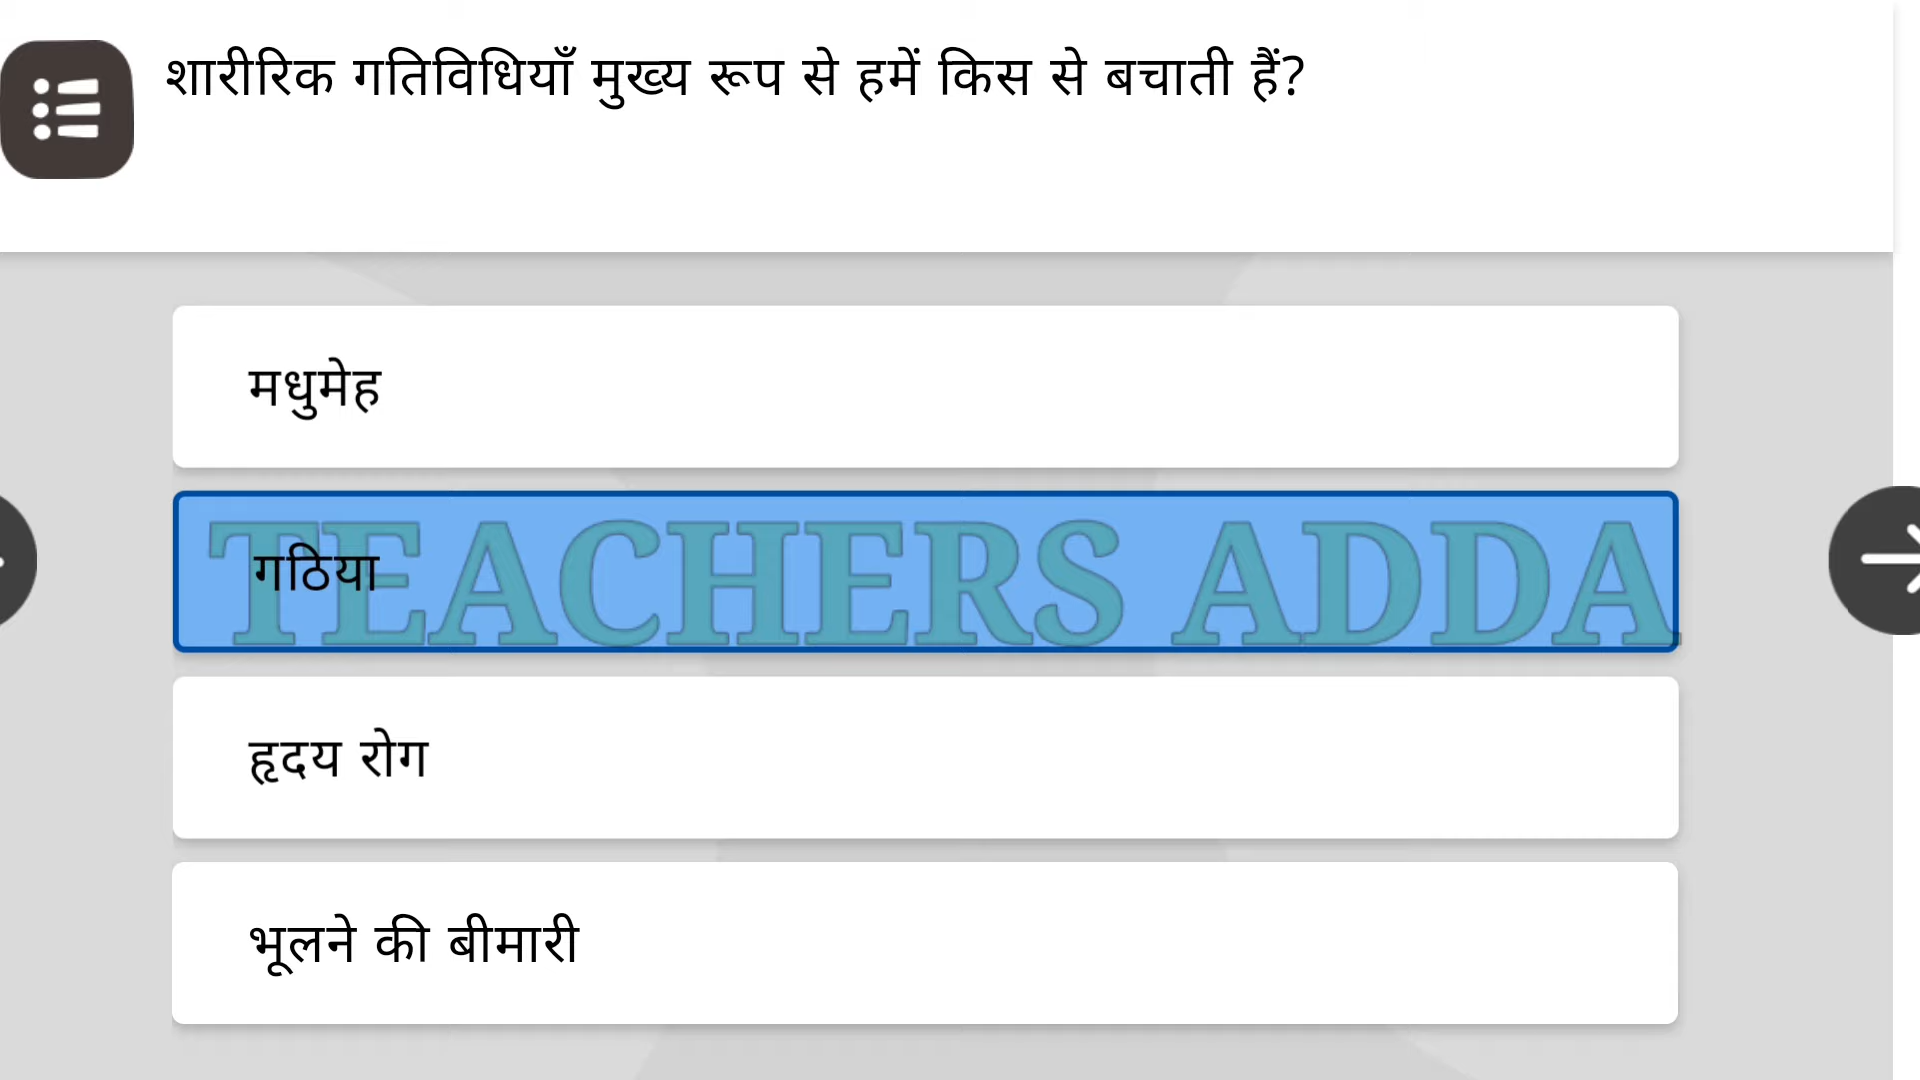 शारीरिक गतिविधियाँ मुख्य रूप से हमें किस से बचाती हैं?
मधुमेह
TEACHERS ADDA
गठिया
हृदय रोग
भूलने की बीमारी